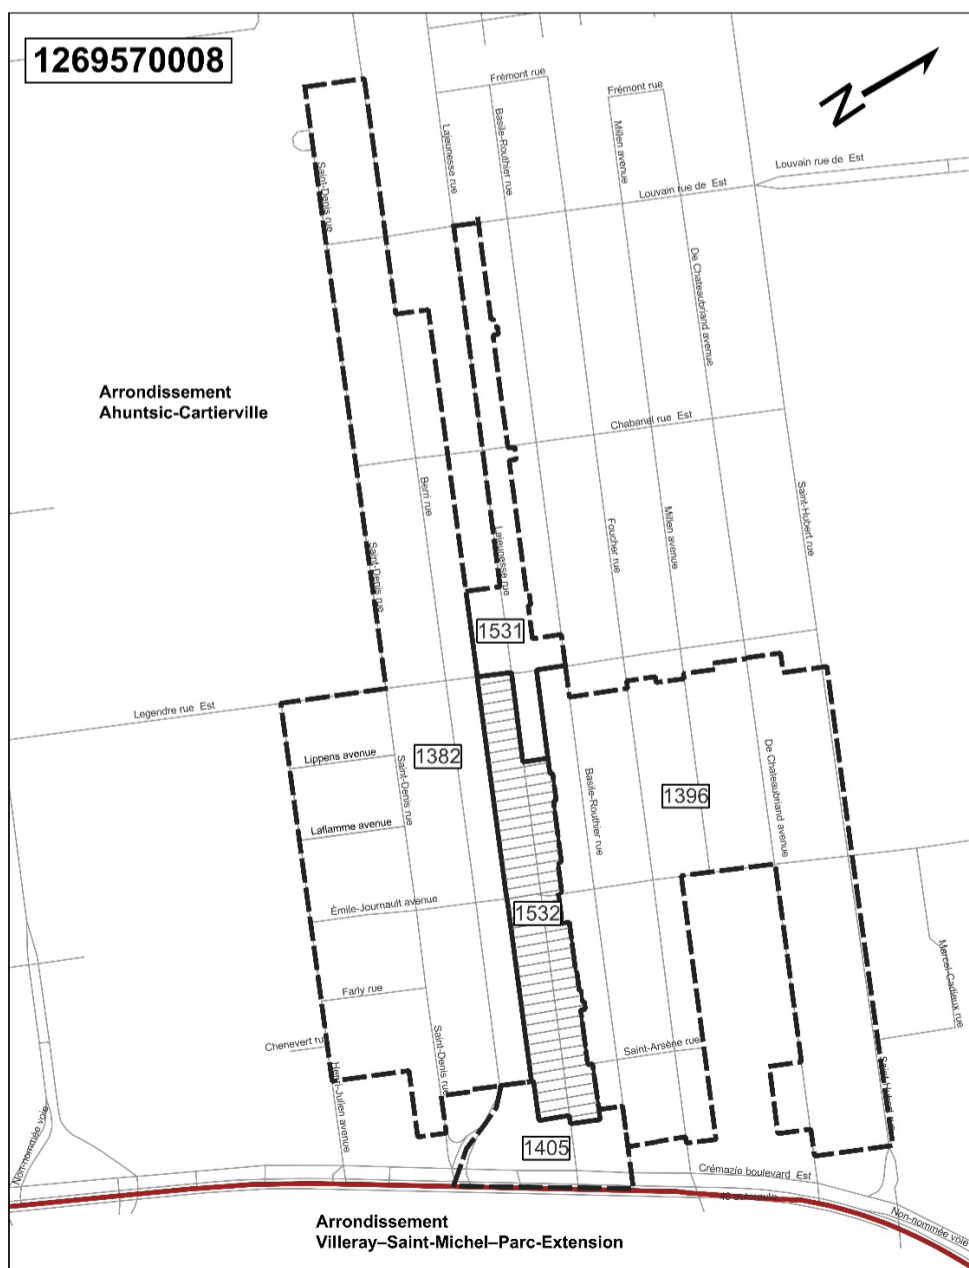 1269570008
N
Frémont rue
Frémont rue
Lajeunesse rue
Basile-Routhier rue
Millen avenue
Louvain rue de Est
Louvain rue de Est
Saint-Denis rue
De Chateaubriand avenue
Arrondissement
Ahuntsic-Cartierville
Chabanel rue Est
Berri rue
Saint-Hubert rue
Foucher rue
Millen avenue
Lajeunesse rue
Saint-Denis rue
1531
Legendre rue Est
Lippens avenue
1382
Saint-Denis rue
De Chateaubriand avenue
Basile-Routhier rue
1396
Laflamme avenue
Émile-Journault avenue
1532
Marcel-Cadieux rue
Farly rue
Chenevert ru
Saint-Denis rue
Saint-Arsène rue
Henri-Julien avenue
Saint-Hubert rue
Non-nommée voie
1405
Crémazie boulevard Est
40 autoroute
Non-nommée voie
Arrondissement
Villeray–Saint-Michel–Parc-Extension